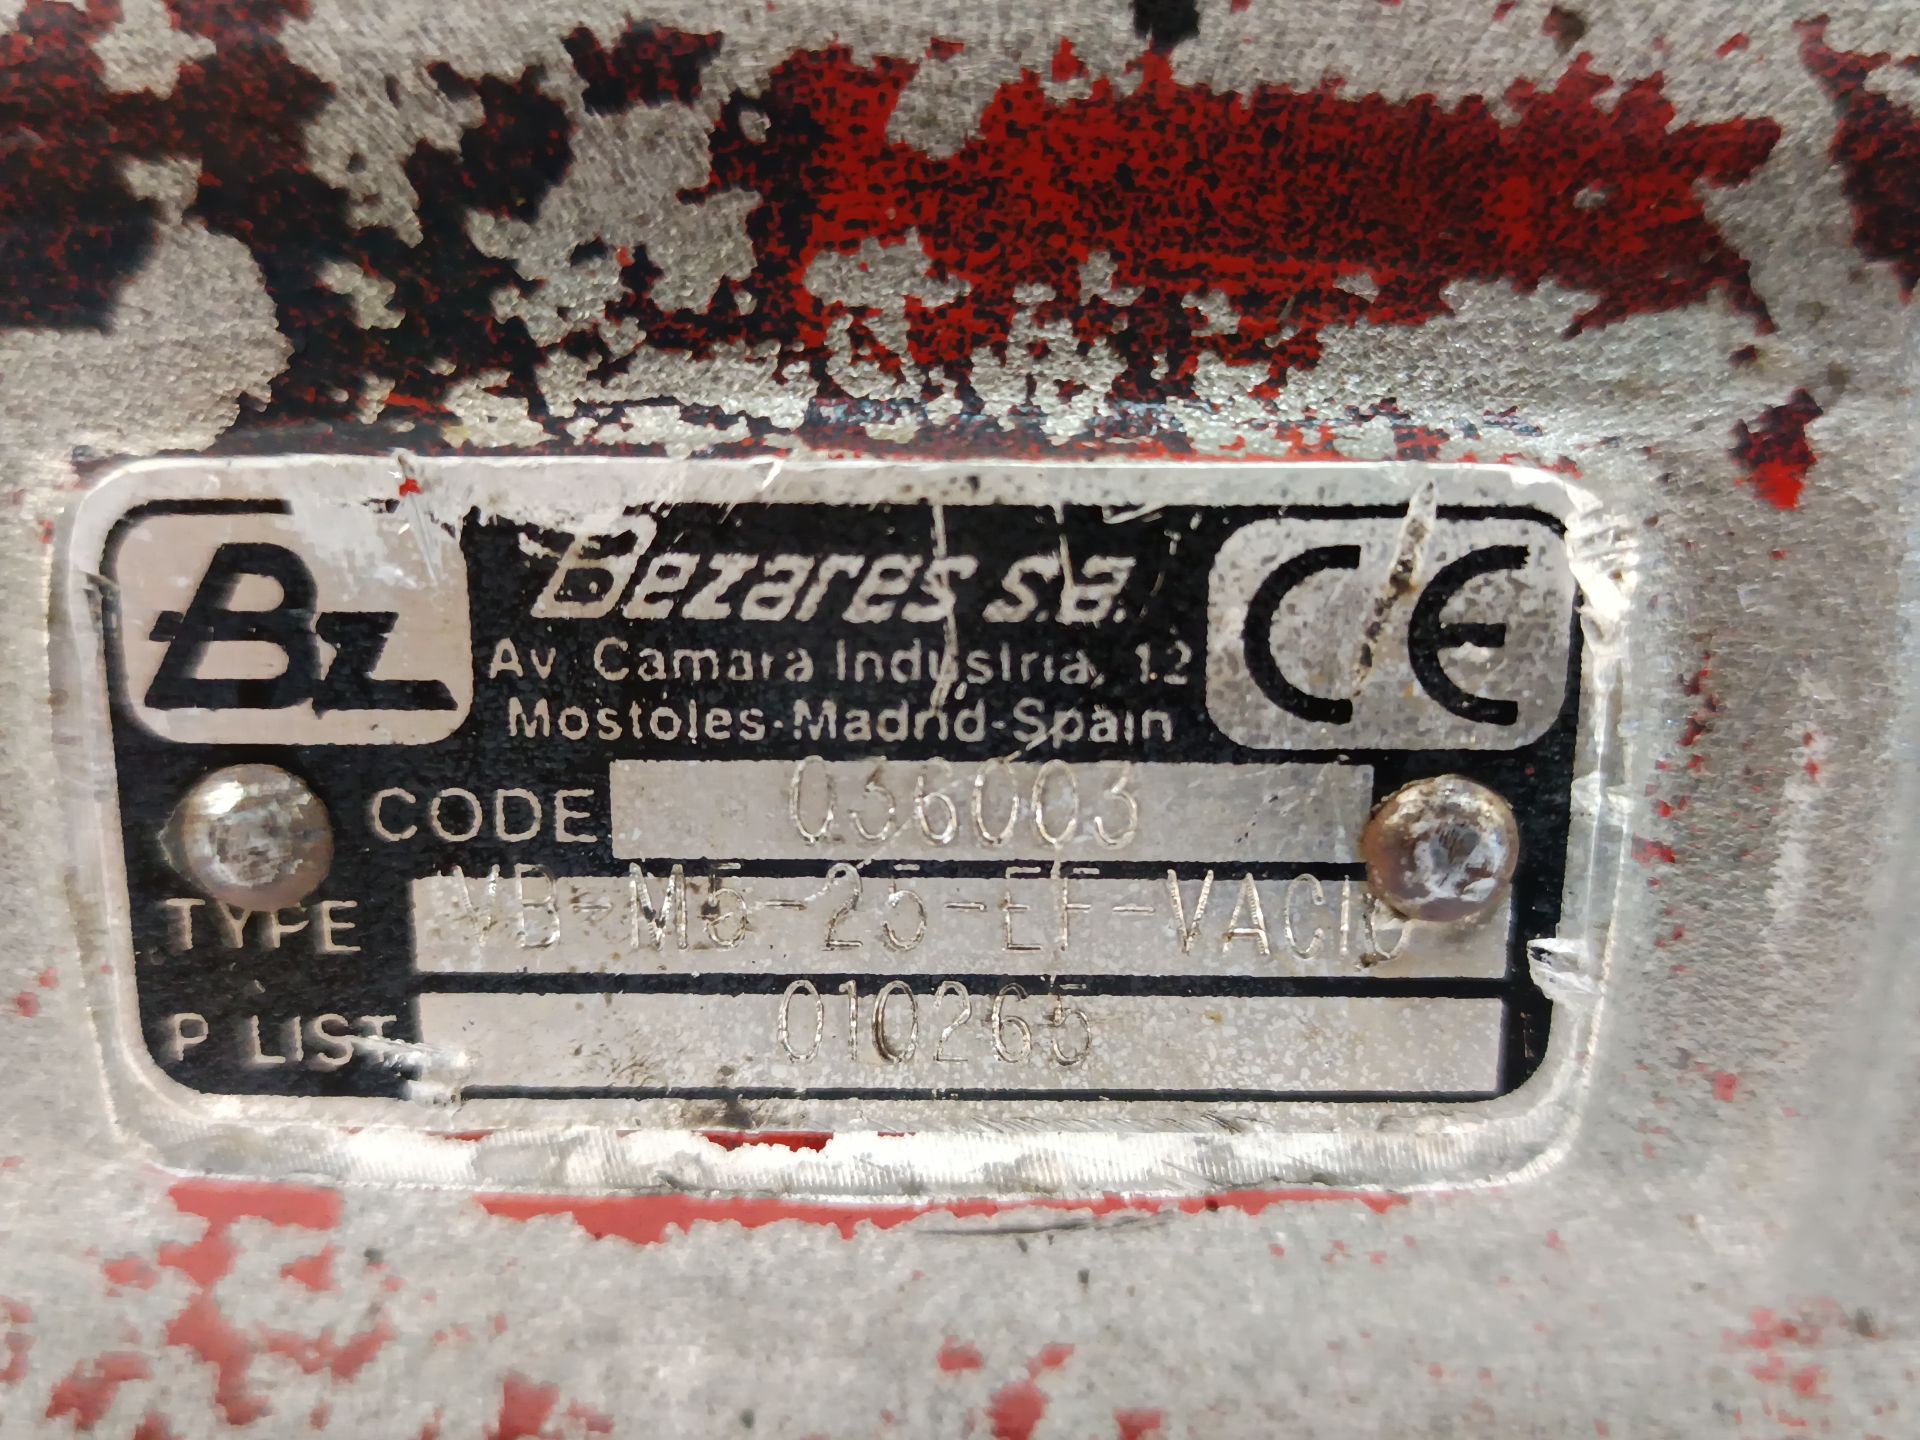 Bz
Bezares s.a.
CE
Av. Camara Industria, 12
Mostoles-Madrid-Spain
CODE 036003
TYPE VB-M5-25-EF-VACIO
P LIST 010265